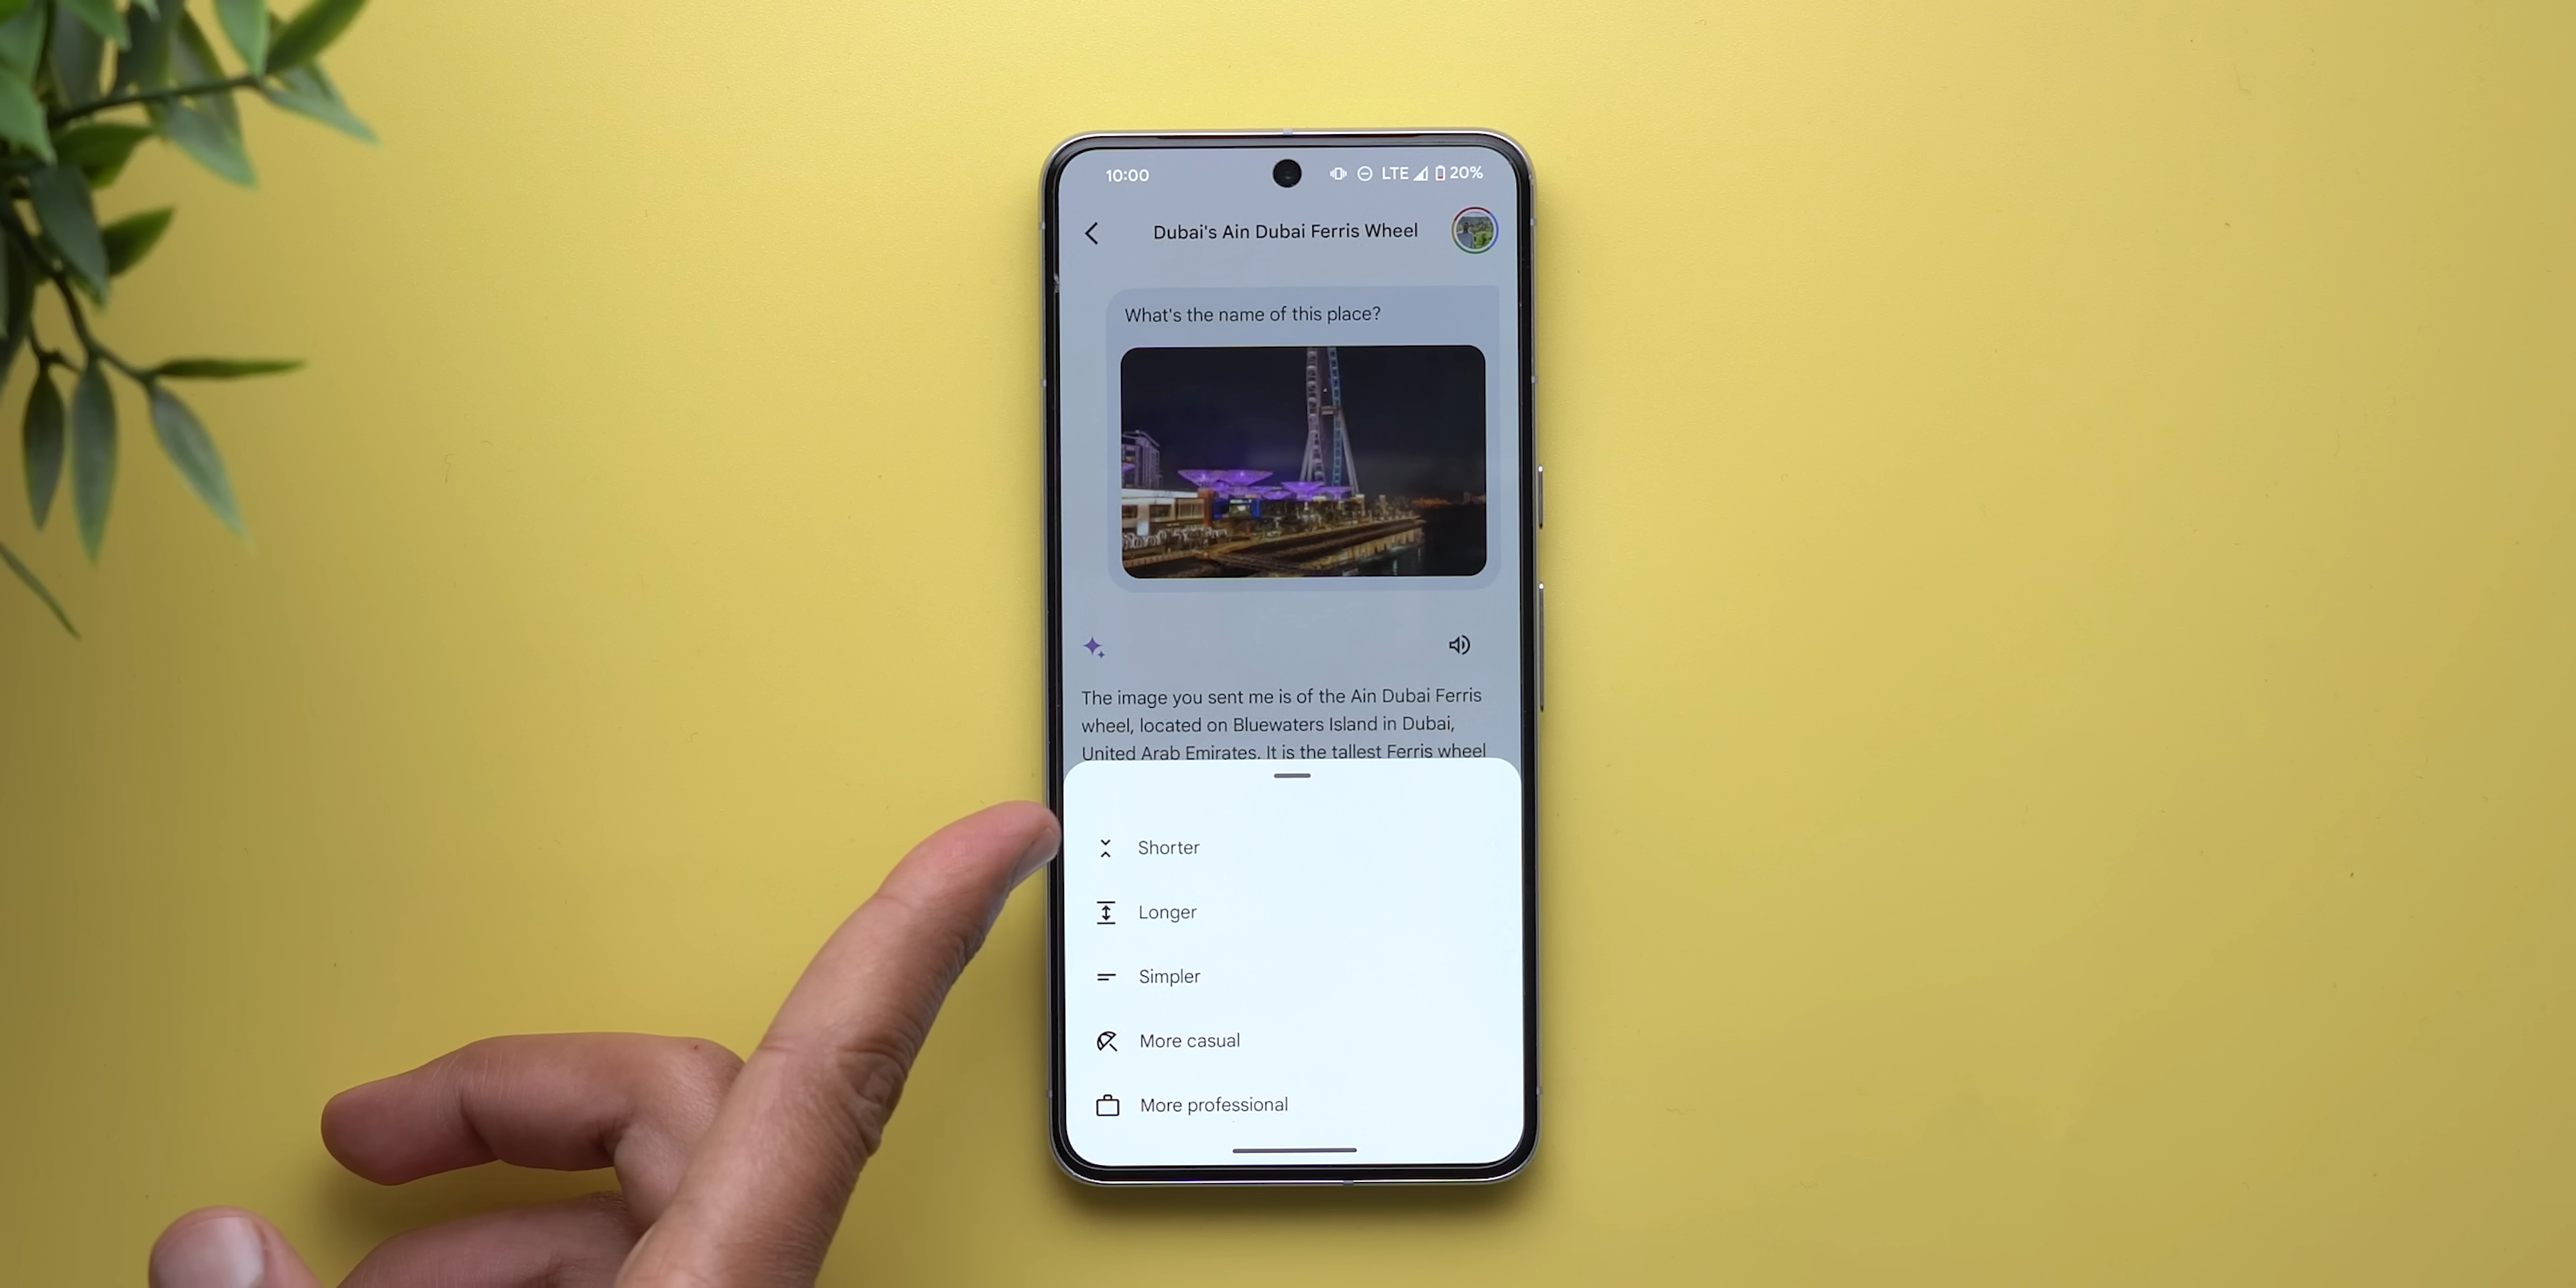 10:00 LTE 20%
Dubai's Ain Dubai Ferris Wheel
What's the name of this place?
The image you sent me is of the Ain Dubai Ferris
wheel, located on Bluewaters Island in Dubai,
United Arab Emirates. It is the tallest Ferris wheel
Shorter
Longer
Simpler
More casual
More professional